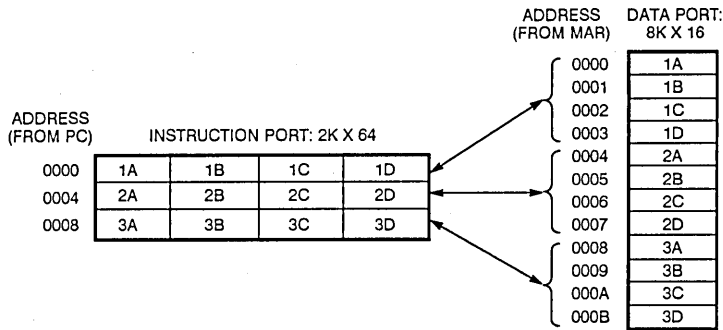 ADDRESS
(FROM PC)
INSTRUCTION PORT: 2K X 64
0000 1A 1B 1C 1D
0004 2A 2B 2C 2D
0008 3A 3B 3C 3D
ADDRESS
(FROM MAR)
DATA PORT:
8K X 16
0000 1A
0001 1B
0002 1C
0003 1D
0004 2A
0005 2B
0006 2C
0007 2D
0008 3A
0009 3B
000A 3C
000B 3D